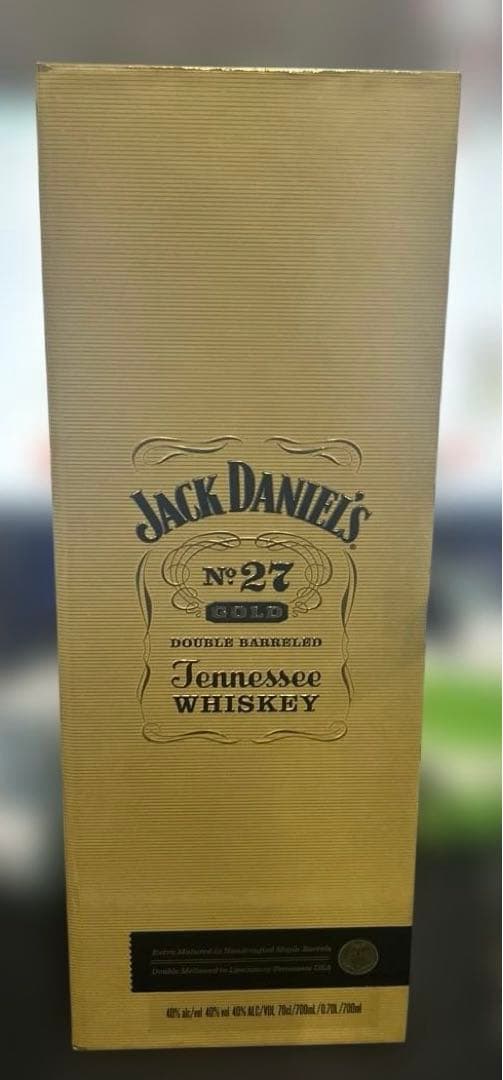 JACK DANIEL'S®
Nº 27
GOLD
DOUBLE BARRELED
Tennessee
WHISKEY
Extra Matured in Handcrafted Maple Barrels
Double Mellowed in Lynchburg Tennessee USA
40% alc/vol 40% vol 40% ALC/VOL 70cl/700mL/0.70L/700ml